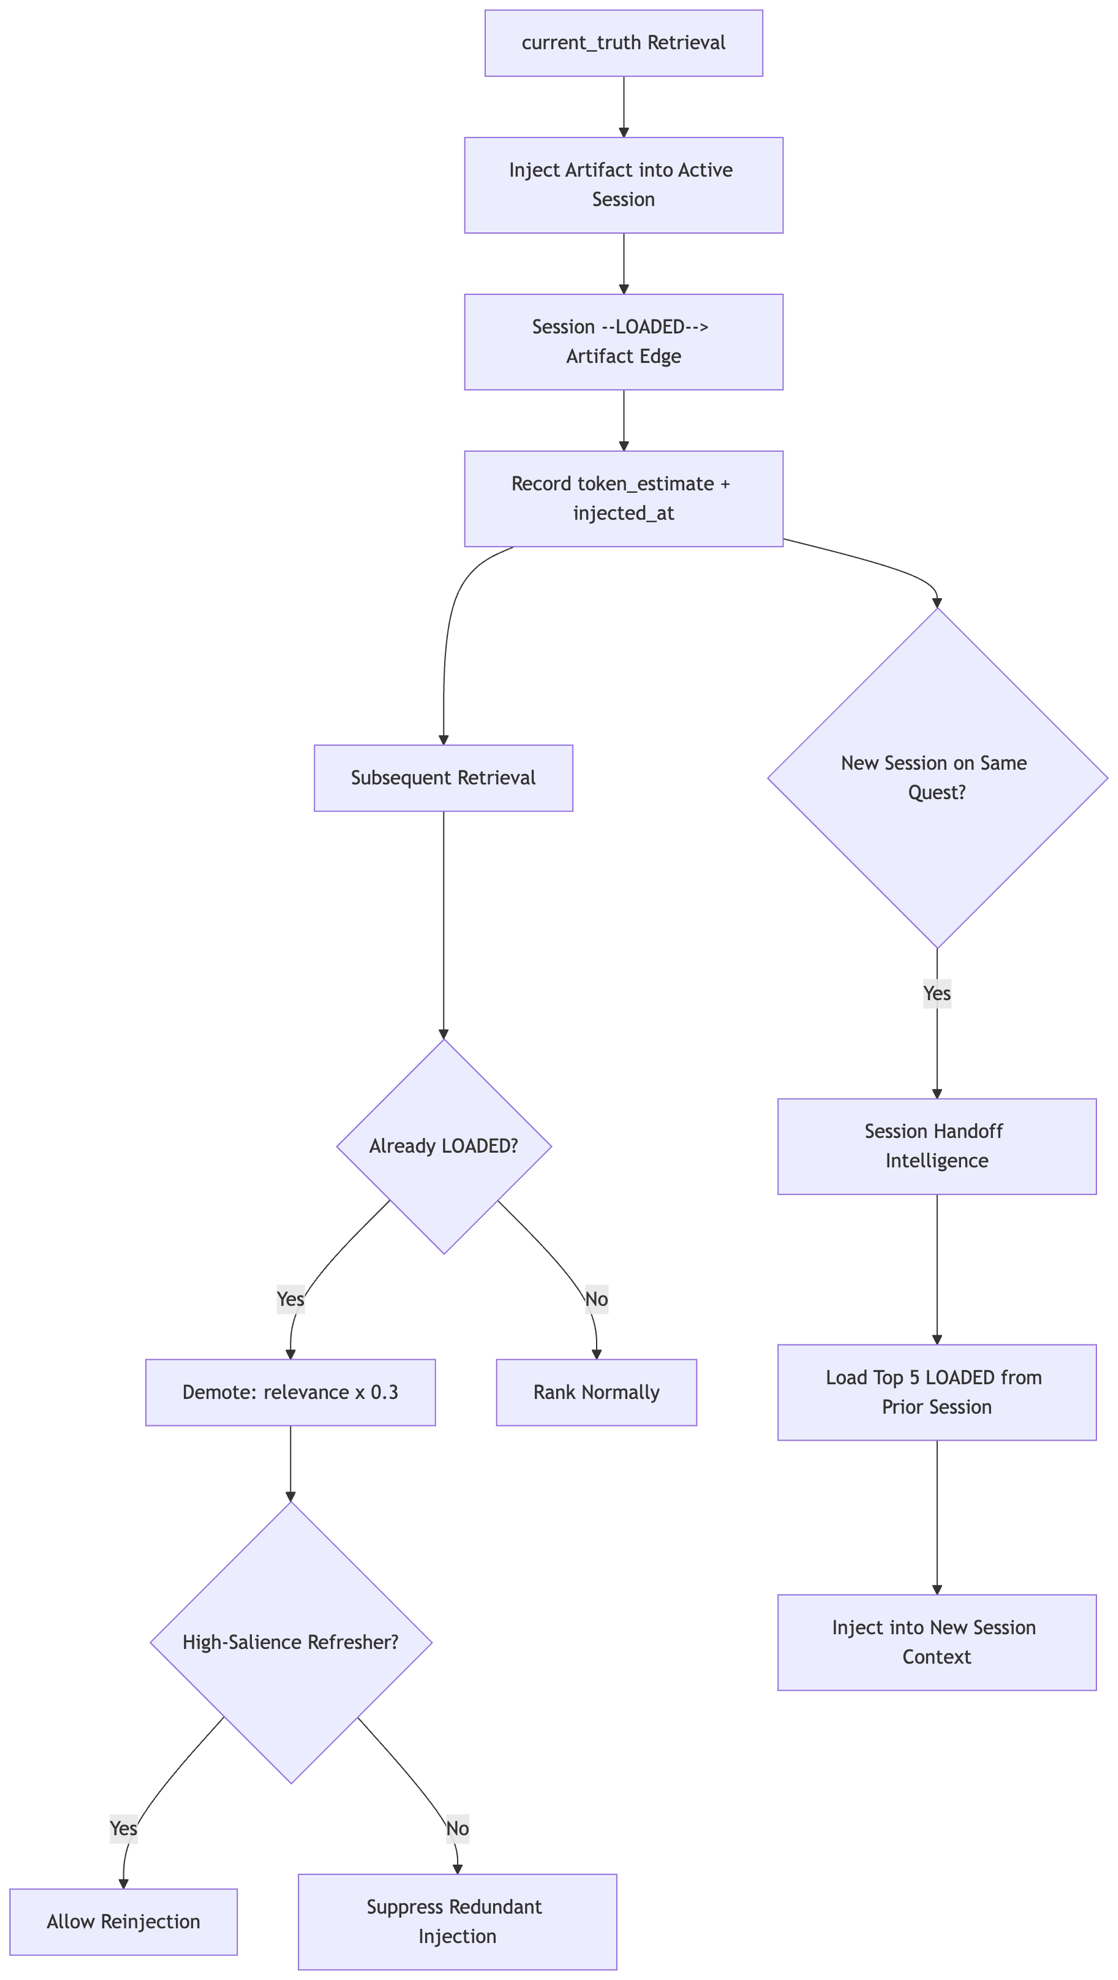 current_truth Retrieval
Inject Artifact into Active
Session
Session --LOADED-->
Artifact Edge
Record token_estimate +
injected_at
Subsequent Retrieval
New Session on Same
Quest?
Yes
Already LOADED?
Session Handoff
Intelligence
Yes
No
Demote: relevance x 0.3
Rank Normally
Load Top 5 LOADED from
Prior Session
High-Salience Refresher?
Inject into New Session
Context
Yes
No
Allow Reinjection
Suppress Redundant
Injection